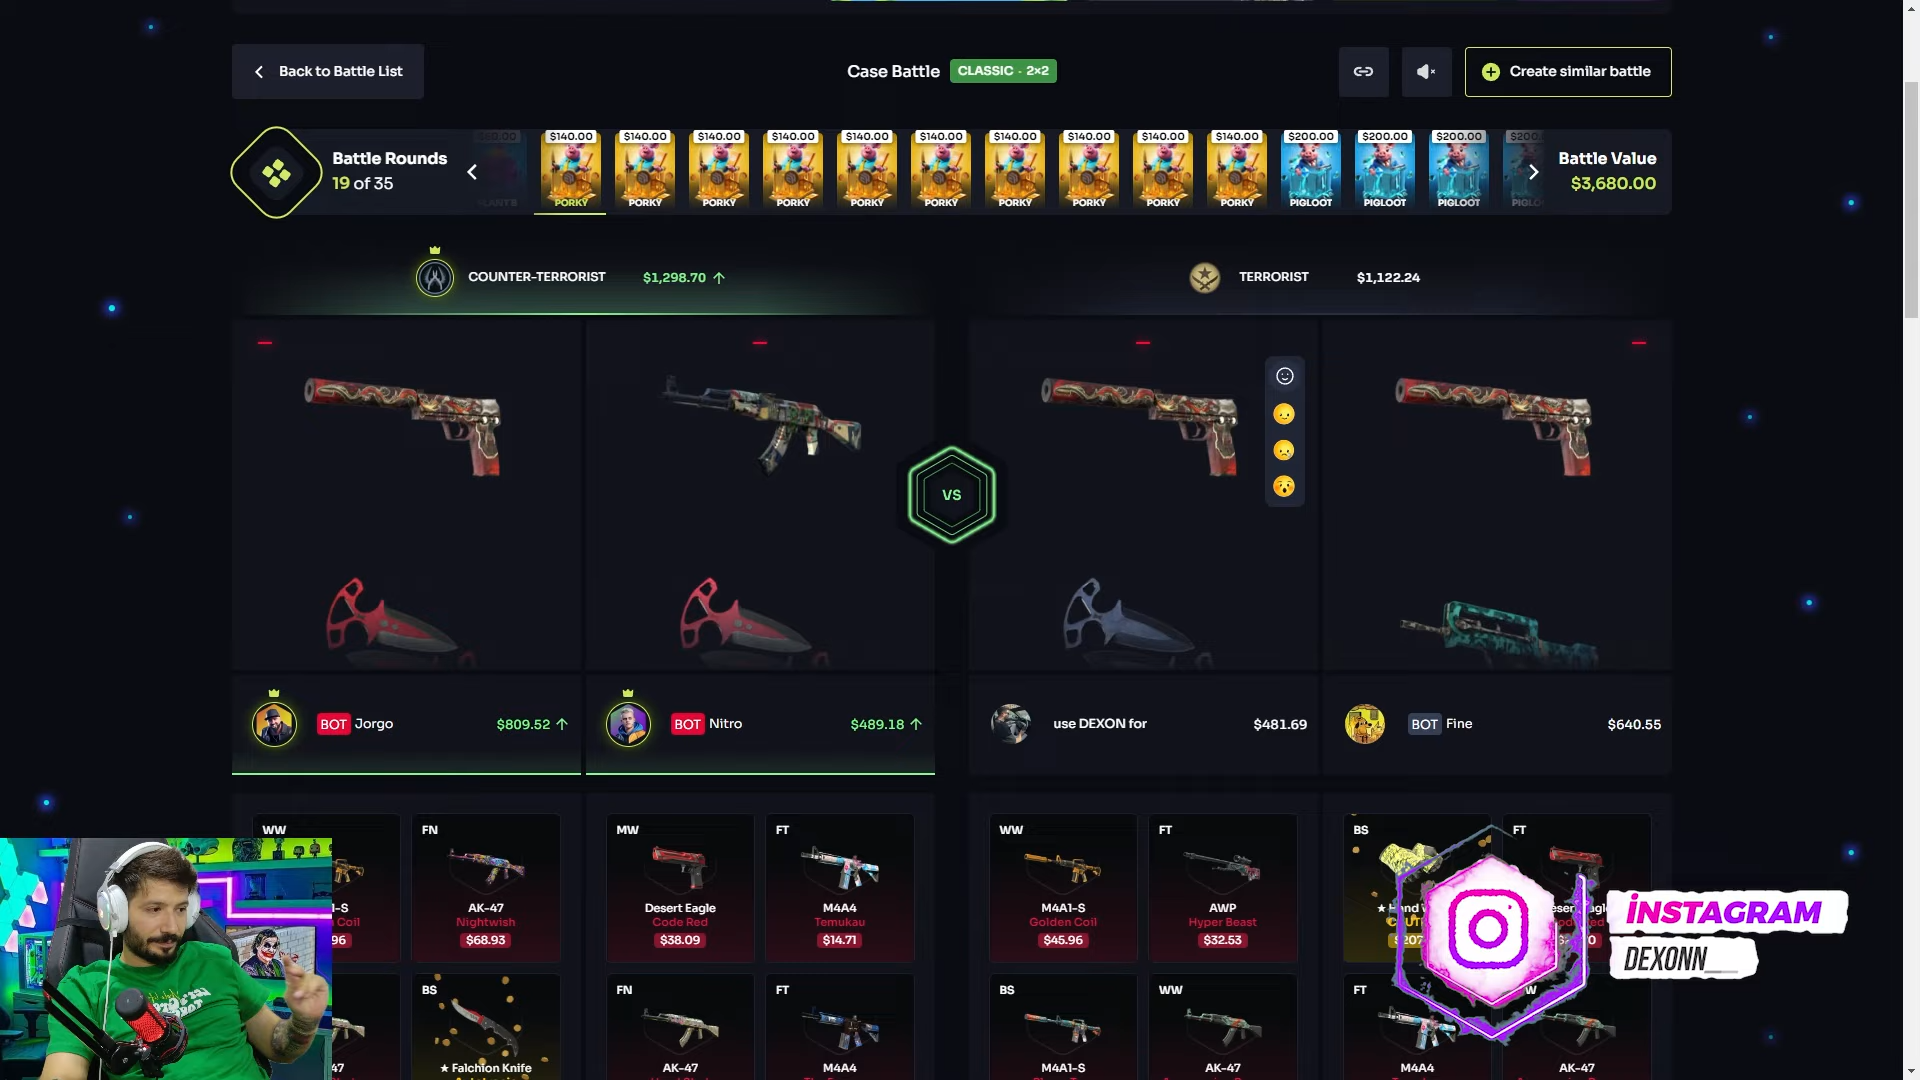 Back to Battle List
Case Battle
CLASSIC · 2×2
Create similar battle
Battle Rounds
19 of 35
$140.00
PORKY
$140.00
PORKY
$140.00
PORKY
$140.00
PORKY
$140.00
PORKY
$140.00
PORKY
$140.00
PORKY
$140.00
PORKY
$140.00
PORKY
$140.00
PORKY
$200.00
PIGLOOT
$200.00
PIGLOOT
$200.00
PIGLOOT
$200
Battle Value
$3,680.00
COUNTER-TERRORIST
$1,298.70
TERRORIST
$1,122.24
VS
BOT Jorgo
$809.52
BOT Nitro
$489.18
use DEXON for
$481.69
BOT Fine
$640.55
WW
FN
AK-47
Nightwish
$68.93
MW
Desert Eagle
Code Red
$38.09
FT
M4A4
Temukau
$14.71
WW
M4A1-S
Golden Coil
$45.96
FT
AWP
Hyper Beast
$32.53
BS
FT
BS
★ Falchion Knife
FN
AK-47
FT
M4A4
BS
M4A1-S
WW
AK-47
FT
M4A4
AK-47
İNSTAGRAM
DEXONN__